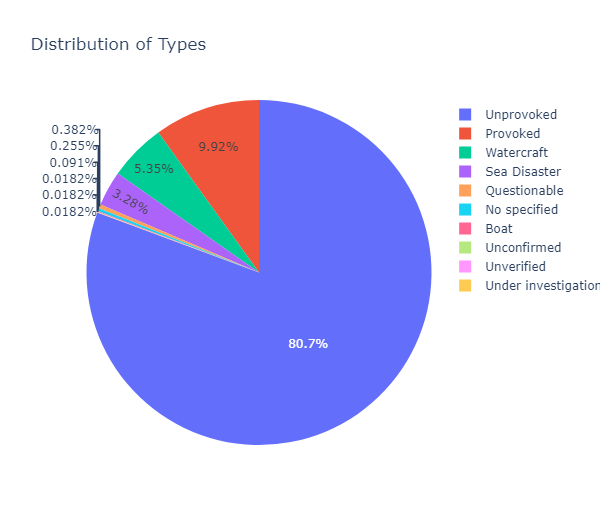 Distribution of Types
0.382%
0.255%
0.091%
0.0182%
0.0182%
0.0182%
9.92%
5.35%
3.28%
80.7%
Unprovoked
Provoked
Watercraft
Sea Disaster
Questionable
No specified
Boat
Unconfirmed
Unverified
Under investigation